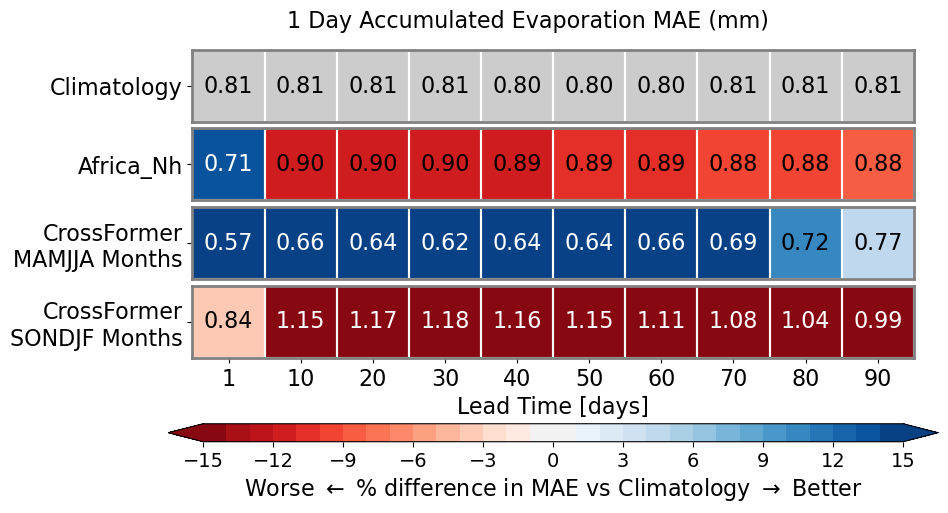 1 Day Accumulated Evaporation MAE (mm)
Climatology 0.81 0.81 0.81 0.81 0.80 0.80 0.80 0.81 0.81 0.81
Africa_Nh 0.71 0.90 0.90 0.90 0.89 0.89 0.89 0.88 0.88 0.88
CrossFormer
MAMJJA Months 0.57 0.66 0.64 0.62 0.64 0.64 0.66 0.69 0.72 0.77
CrossFormer
SONDJF Months 0.84 1.15 1.17 1.18 1.16 1.15 1.11 1.08 1.04 0.99
1 10 20 30 40 50 60 70 80 90
Lead Time [days]
−15 −12 −9 −6 −3 0 3 6 9 12 15
Worse ← % difference in MAE vs Climatology → Better